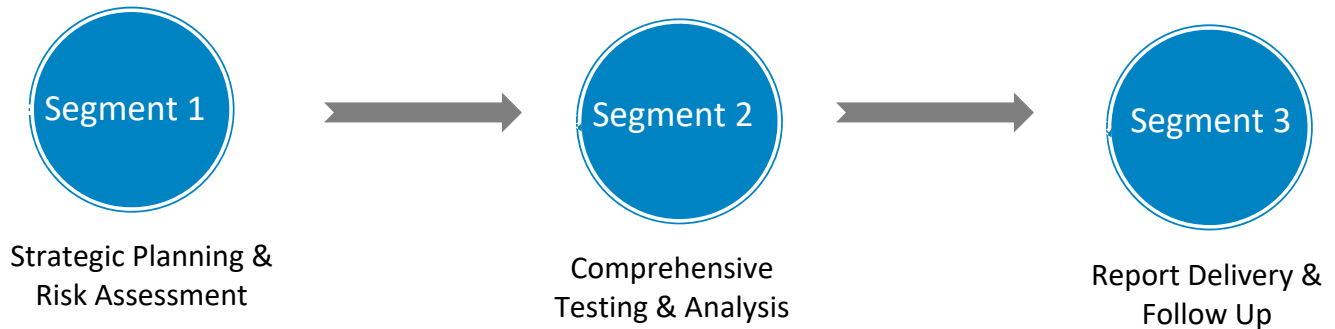 Segment 1
Segment 2
Segment 3
Strategic Planning &
Risk Assessment
Comprehensive
Testing & Analysis
Report Delivery &
Follow Up